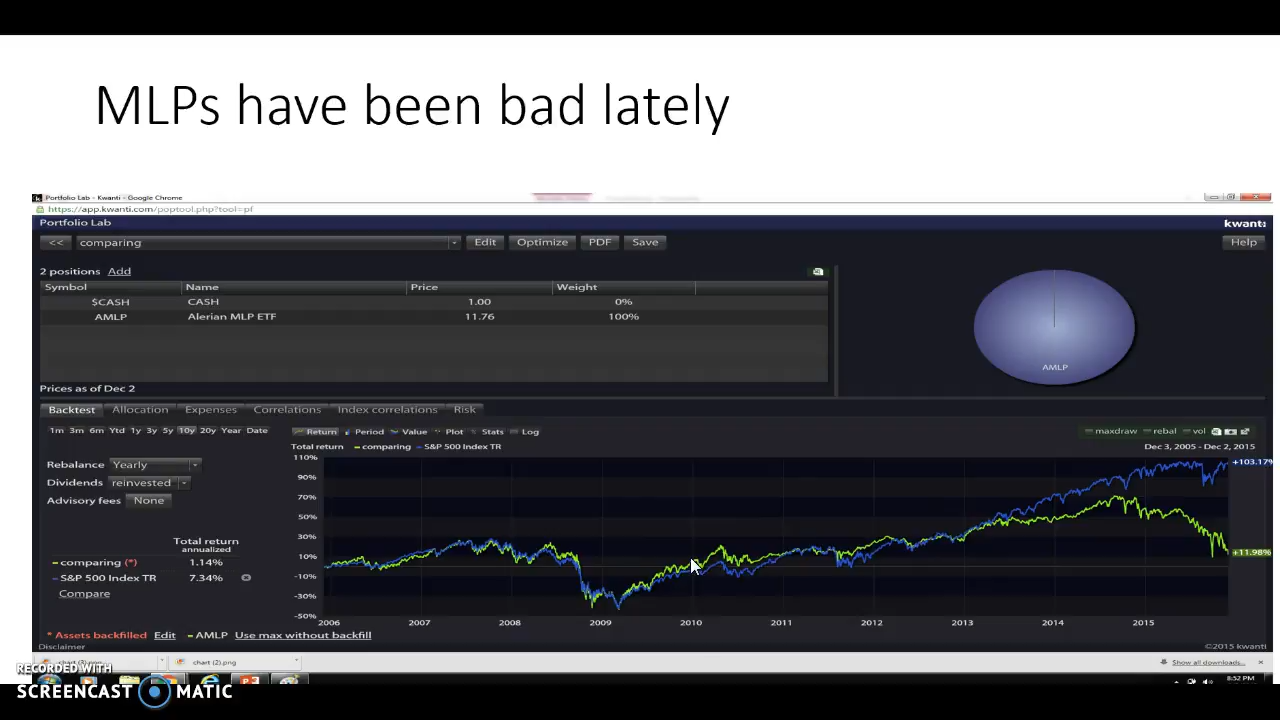 MLPs have been bad lately
Portfolio Lab - Kwanti - Google Chrome
https://app.kwanti.com/poptool.php?tool=pf
Portfolio Lab
kwanti
<< comparing Edit Optimize PDF Save Help
2 positions Add
Symbol Name Price Weight
$CASH CASH 1.00 0%
AMLP Alerian MLP ETF 11.76 100%
AMLP
Prices as of Dec 2
Backtest Allocation Expenses Correlations Index correlations Risk
1m 3m 6m Ytd 1y 3y 5y 10y 20y Year Date
Return Period Value Plot Stats Log
maxdraw rebal vol
Total return comparing S&P 500 Index TR
Dec 3, 2005 - Dec 2, 2015
Rebalance Yearly
Dividends reinvested
Advisory fees None
Total return
annualized
comparing (*) 1.14%
S&P 500 Index TR 7.34%
Compare
110%
90%
70%
50%
30%
10%
-10%
-30%
-50%
+103.17%
+11.98%
2006 2007 2008 2009 2010 2011 2012 2013 2014 2015
* Assets backfilled Edit AMLP Use max without backfill
Disclaimer
©2015 kwanti
chart (2).png
Show all downloads...
8:52 PM
RECORDED WITH
SCREENCAST MATIC